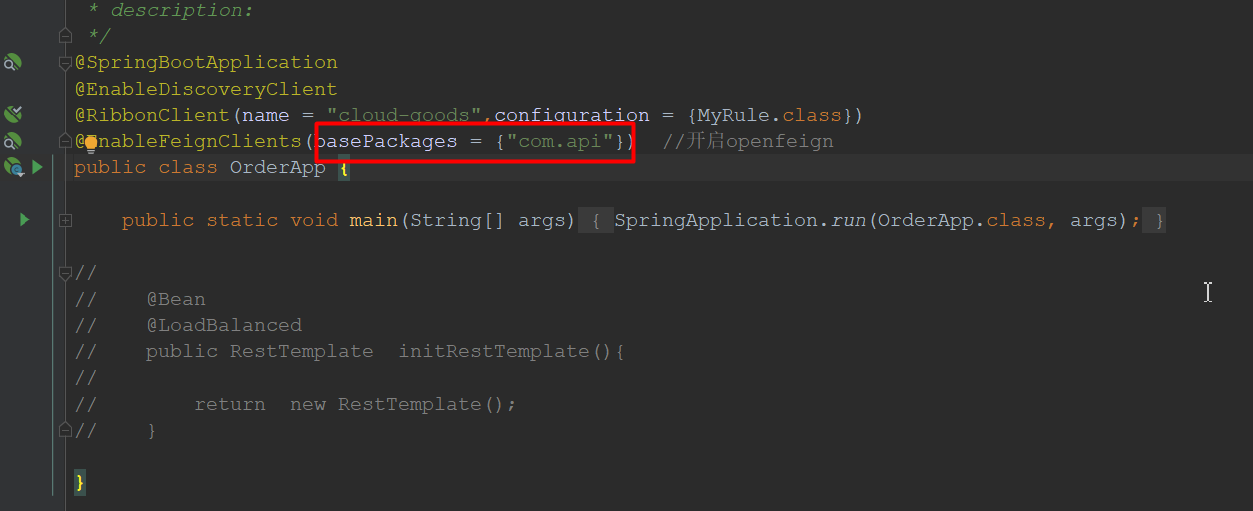 * description:
*/
@SpringBootApplication
@EnableDiscoveryClient
@RibbonClient(name = "cloud-goods",configuration = {MyRule.class})
@EnableFeignClients(basePackages = {"com.api"}) //开启openfeign
public class OrderApp {
public static void main(String[] args) { SpringApplication.run(OrderApp.class, args); }
//
// @Bean
// @LoadBalanced
// public RestTemplate initRestTemplate(){
//
// return new RestTemplate();
// }
}